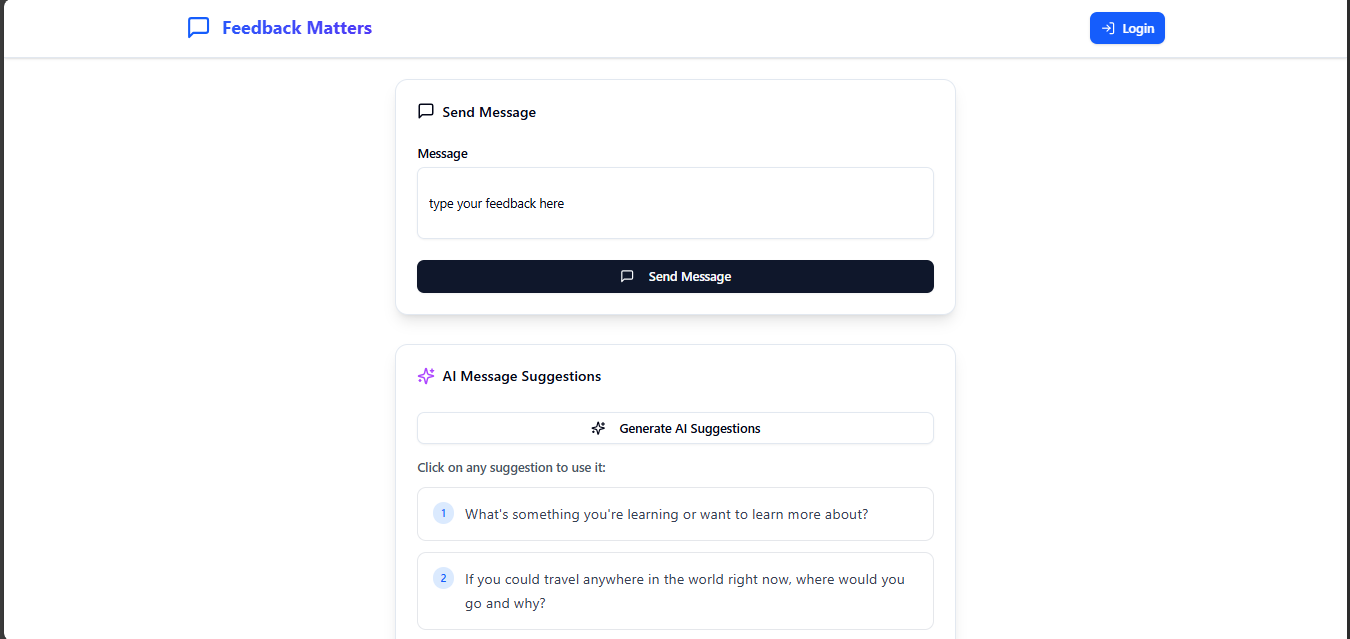 Feedback Matters
Login
Send Message
Message
type your feedback here
Send Message
AI Message Suggestions
Generate AI Suggestions
Click on any suggestion to use it:
1 What's something you're learning or want to learn more about?
2 If you could travel anywhere in the world right now, where would you
go and why?